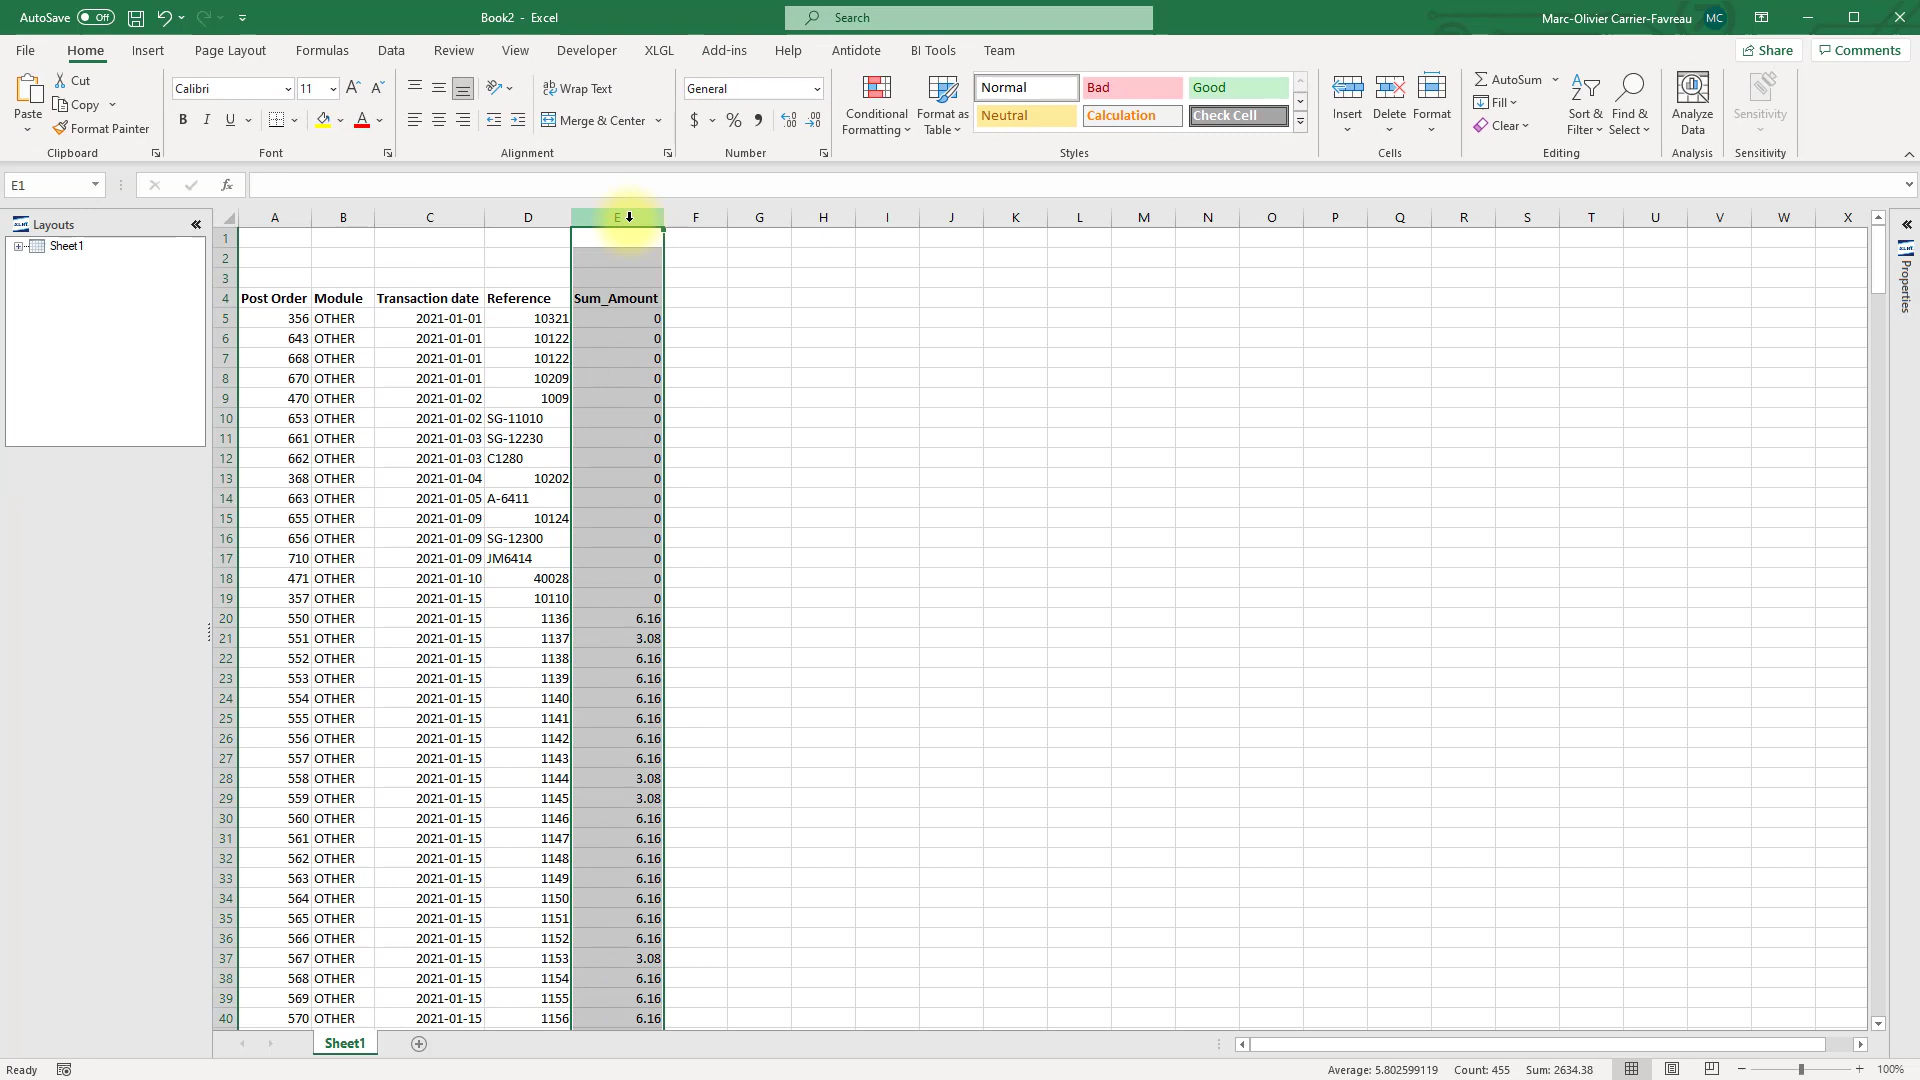 AutoSave Off Book2 - Excel Search Marc-Olivier Carrier-Favreau MC
File Home Insert Page Layout Formulas Data Review View Developer XLGL Add-ins Help Antidote BI Tools Team Share Comments
Paste Cut Copy Format Painter
Calibri 11
B I U A
Wrap Text
Merge & Center
General
$ % ,
Conditional Formatting
Format as Table
Normal Bad Good
Neutral Calculation Check Cell
Insert Delete Format
AutoSum
Fill
Clear
Sort & Filter
Find & Select
Analyze Data
Sensitivity
Clipboard Font Alignment Number Styles Cells Editing Analysis Sensitivity
E1 fx
Layouts
Sheet1
Properties
A B C D E F G H I J K L M N O P Q R S T U V W X
1
2
3
4 Post Order Module Transaction date Reference Sum_Amount
5 356 OTHER 2021-01-01 10321 0
6 643 OTHER 2021-01-01 10122 0
7 668 OTHER 2021-01-01 10122 0
8 670 OTHER 2021-01-01 10209 0
9 470 OTHER 2021-01-02 1009 0
10 653 OTHER 2021-01-02 SG-11010 0
11 661 OTHER 2021-01-03 SG-12230 0
12 662 OTHER 2021-01-03 C1280 0
13 368 OTHER 2021-01-04 10202 0
14 663 OTHER 2021-01-05 A-6411 0
15 655 OTHER 2021-01-09 10124 0
16 656 OTHER 2021-01-09 SG-12300 0
17 710 OTHER 2021-01-09 JM6414 0
18 471 OTHER 2021-01-10 40028 0
19 357 OTHER 2021-01-15 10110 0
20 550 OTHER 2021-01-15 1136 6.16
21 551 OTHER 2021-01-15 1137 3.08
22 552 OTHER 2021-01-15 1138 6.16
23 553 OTHER 2021-01-15 1139 6.16
24 554 OTHER 2021-01-15 1140 6.16
25 555 OTHER 2021-01-15 1141 6.16
26 556 OTHER 2021-01-15 1142 6.16
27 557 OTHER 2021-01-15 1143 6.16
28 558 OTHER 2021-01-15 1144 3.08
29 559 OTHER 2021-01-15 1145 3.08
30 560 OTHER 2021-01-15 1146 6.16
31 561 OTHER 2021-01-15 1147 6.16
32 562 OTHER 2021-01-15 1148 6.16
33 563 OTHER 2021-01-15 1149 6.16
34 564 OTHER 2021-01-15 1150 6.16
35 565 OTHER 2021-01-15 1151 6.16
36 566 OTHER 2021-01-15 1152 6.16
37 567 OTHER 2021-01-15 1153 3.08
38 568 OTHER 2021-01-15 1154 6.16
39 569 OTHER 2021-01-15 1155 6.16
40 570 OTHER 2021-01-15 1156 6.16
Sheet1
Ready Average: 5.802599119 Count: 455 Sum: 2634.38 100%